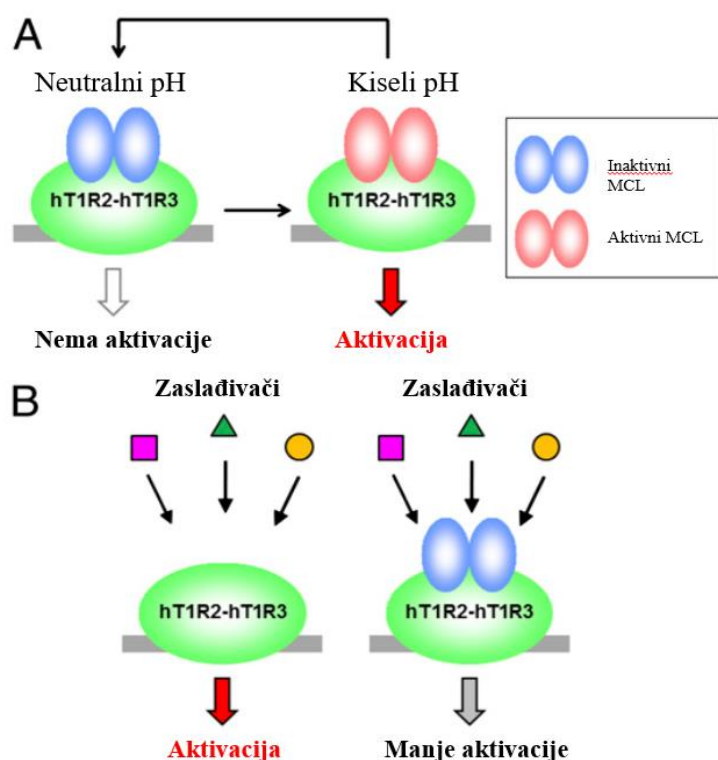 A
Neutralni pH
Kiseli pH
hT1R2-hT1R3
hT1R2-hT1R3
Nema aktivacije
Aktivacija
Inaktivni
MCL
Aktivni MCL
B
Zaslađivači
Zaslađivači
hT1R2-hT1R3
hT1R2-hT1R3
Aktivacija
Manje aktivacije